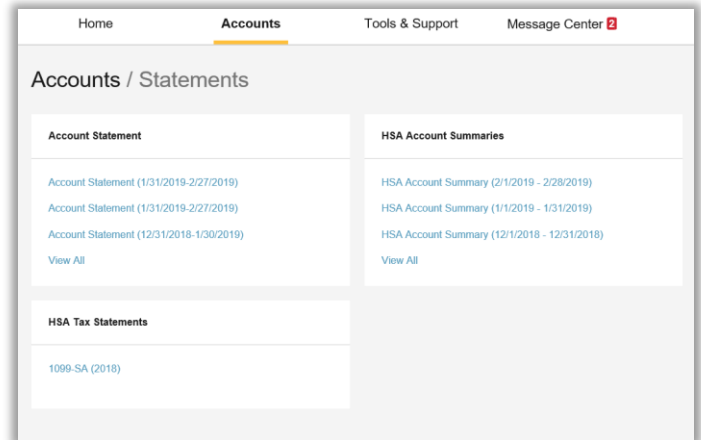 Home Accounts Tools & Support Message Center 2
Accounts / Statements
Account Statement
Account Statement (1/31/2019-2/27/2019)
Account Statement (1/31/2019-2/27/2019)
Account Statement (12/31/2018-1/30/2019)
View All
HSA Account Summaries
HSA Account Summary (2/1/2019 - 2/28/2019)
HSA Account Summary (1/1/2019 - 1/31/2019)
HSA Account Summary (12/1/2018 - 12/31/2018)
View All
HSA Tax Statements
1099-SA (2018)